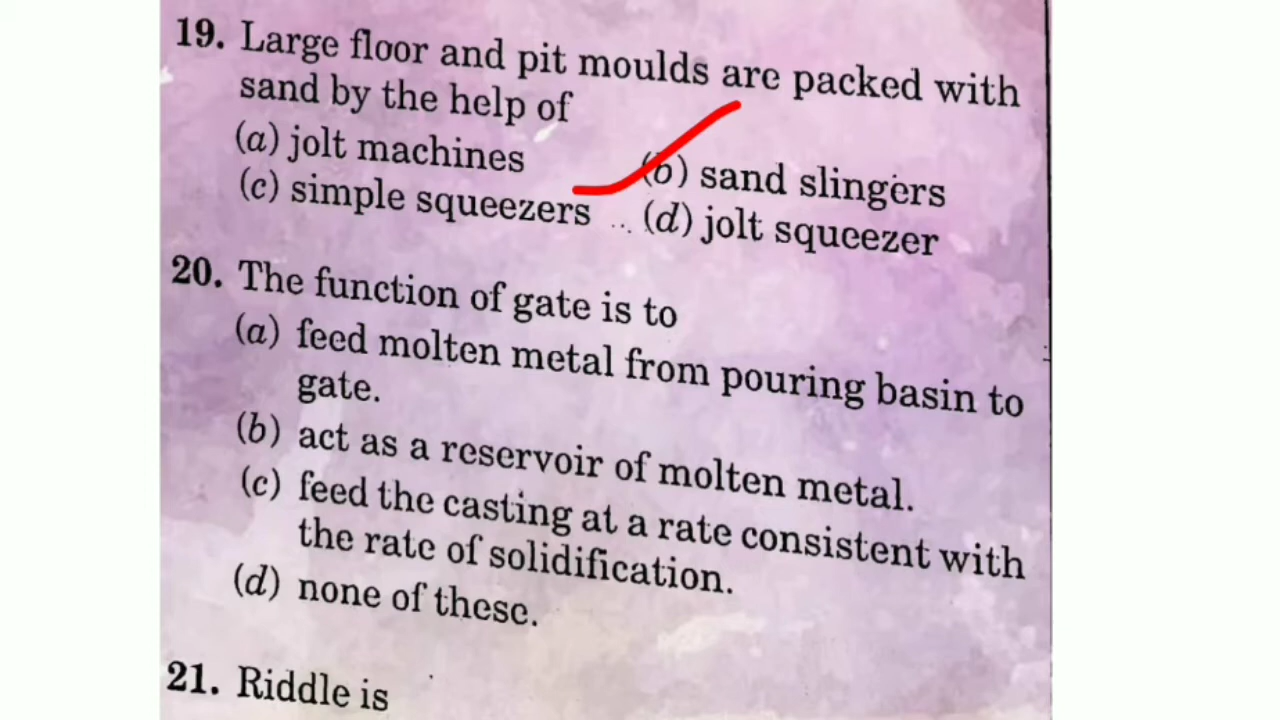 19. Large floor and pit moulds are packed with
sand by the help of
(a) jolt machines (b) sand slingers
(c) simple squeezers (d) jolt squeezer
20. The function of gate is to
(a) feed molten metal from pouring basin to
gate.
(b) act as a reservoir of molten metal.
(c) feed the casting at a rate consistent with
the rate of solidification.
(d) none of these.
21. Riddle is